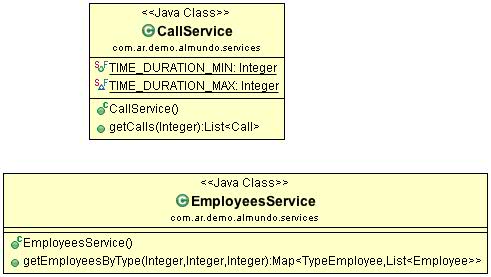 <<Java Class>>
CallService
com.ar.demo.almundo.services
TIME_DURATION_MIN: Integer
TIME_DURATION_MAX: Integer
CallService()
getCalls(Integer):List<Call>
<<Java Class>>
EmployeesService
com.ar.demo.almundo.services
EmployeesService()
getEmployeesByType(Integer,Integer,Integer):Map<TypeEmployee,List<Employee>>